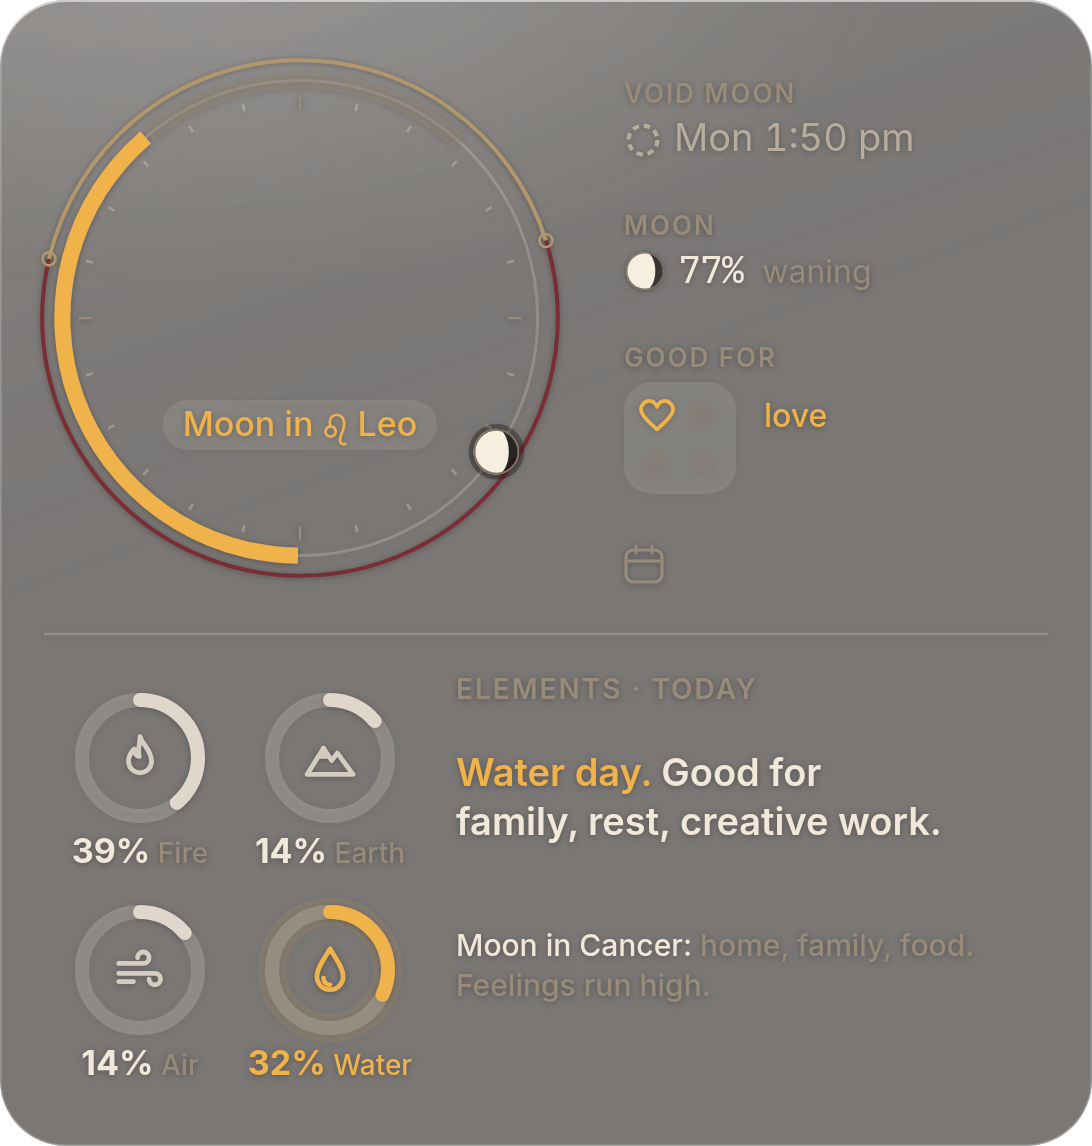 VOID MOON
Mon 1:50 pm
MOON
77% waning
GOOD FOR
love
Moon in ♌ Leo
ELEMENTS · TODAY
Water day. Good for
family, rest, creative work.
39% Fire
14% Earth
14% Air
32% Water
Moon in Cancer: home, family, food.
Feelings run high.